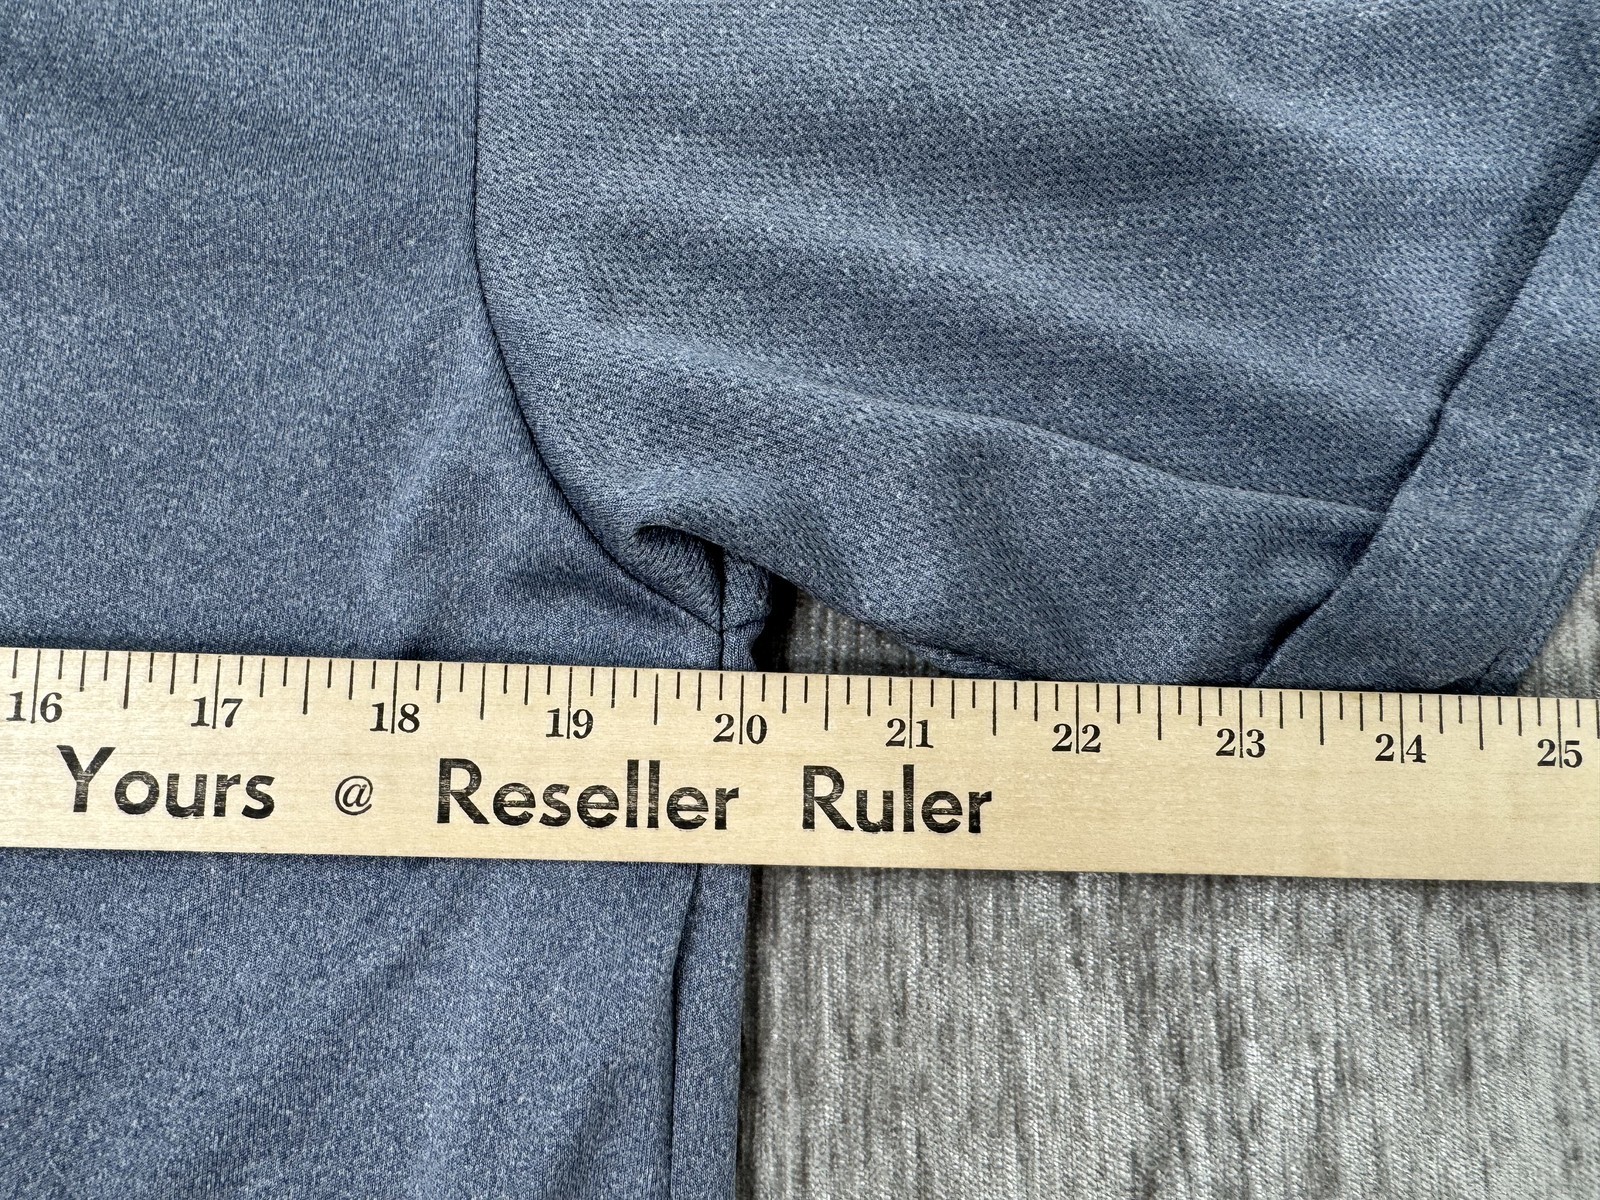 16 17 18 19 20 21 22 23 24 25
Yours @ Reseller Ruler